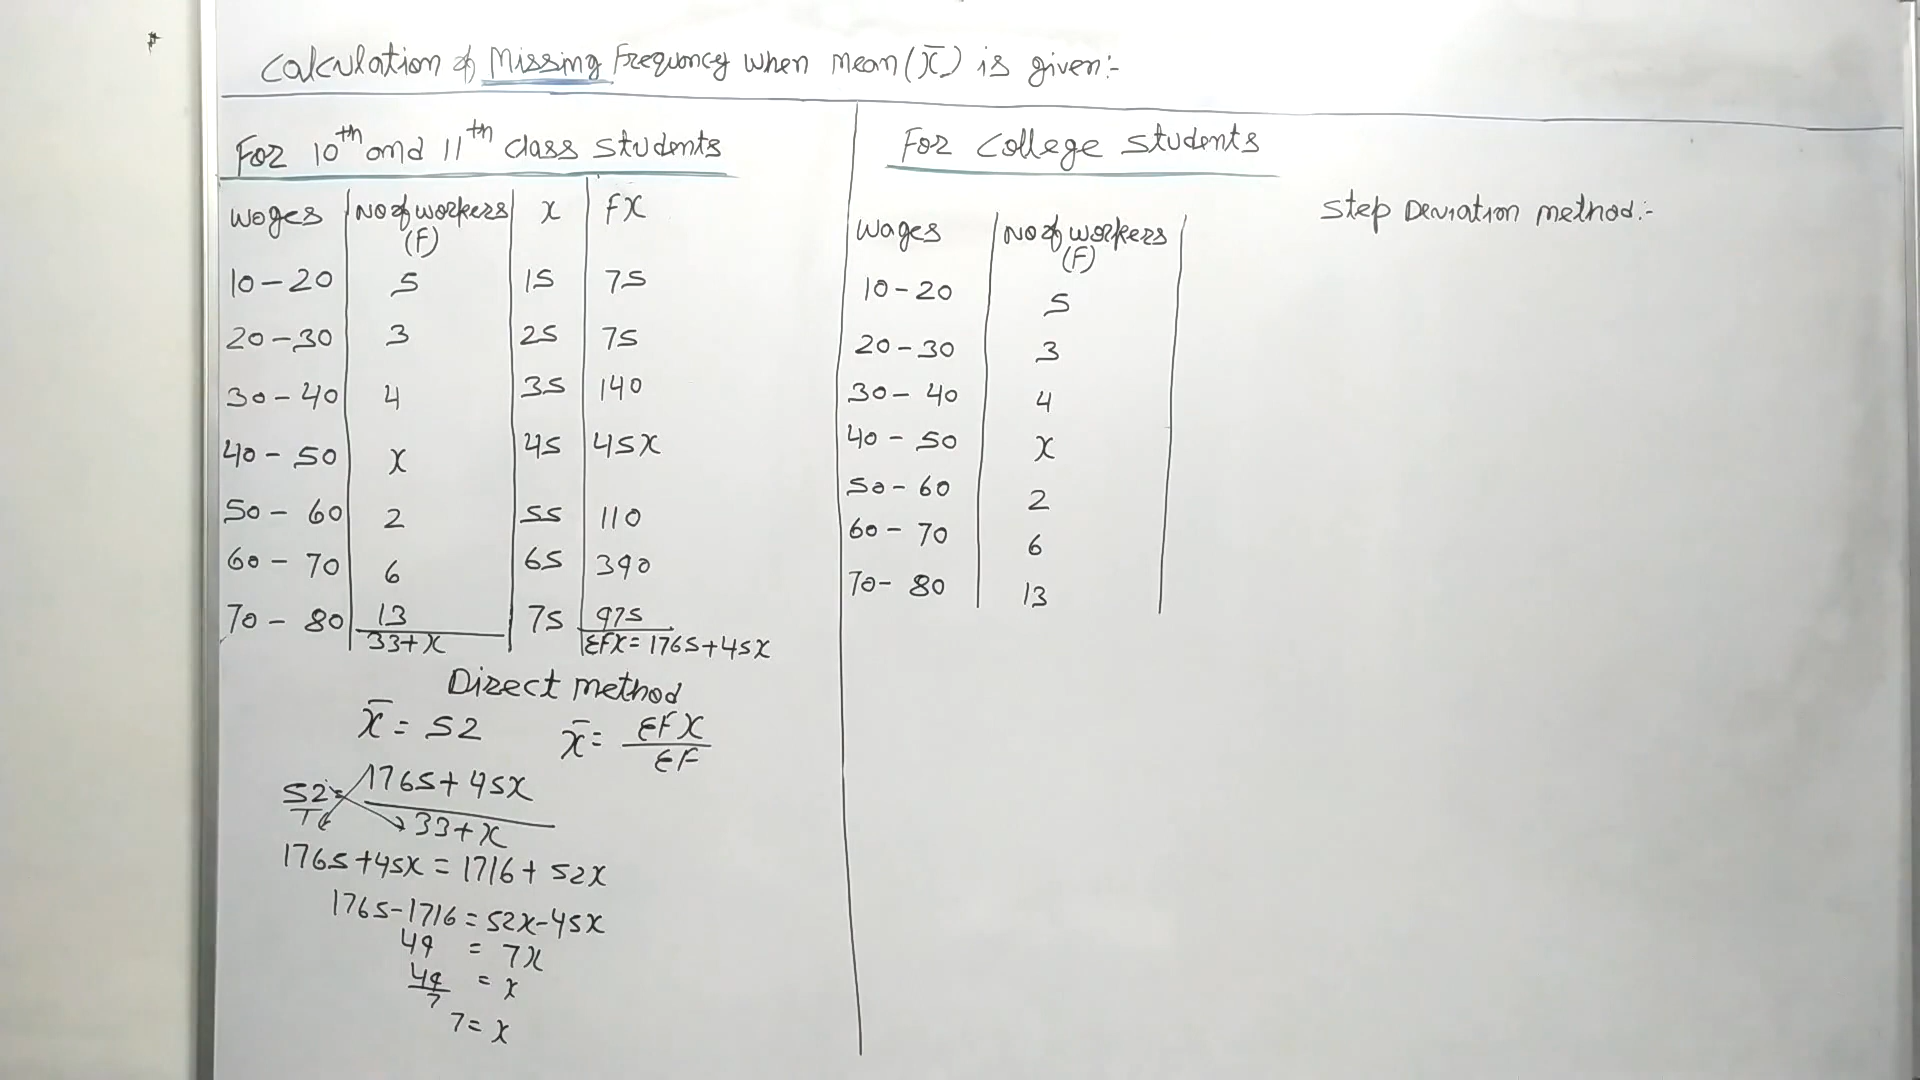 Calculation of Missing Frequency when mean (x̄) is given:-
For 10th and 11th class students
Wages No of workers (F) X FX
10-20 5 15 75
20-30 3 25 75
30-40 4 35 140
40-50 x 45 45x
50-60 2 55 110
60-70 6 65 390
70-80 13 75 975
33+x ΣFX=1765+45x
Direct method
x̄ = 52 x̄ = ΣFX/ΣF
52/1 = 1765+45x/33+x
1765+45x = 1716+52x
1765-1716 = 52x-45x
49 = 7x
49/7 = x
7 = x
For College students
Wages No of workers (F)
10-20 5
20-30 3
30-40 4
40-50 x
50-60 2
60-70 6
70-80 13
Step Deviation method:-